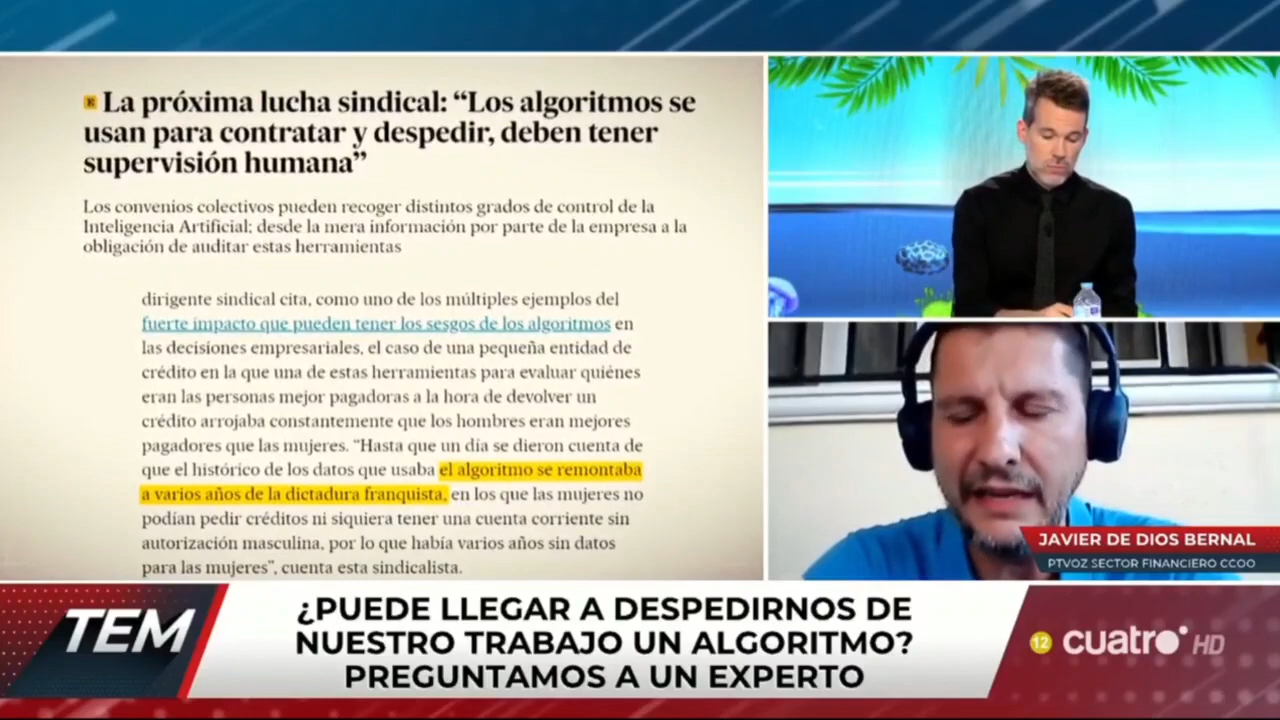 La próxima lucha sindical: “Los algoritmos se
usan para contratar y despedir, deben tener
supervisión humana”
Los convenios colectivos pueden recoger distintos grados de control de la
Inteligencia Artificial: desde la mera información por parte de la empresa a la
obligación de auditar estas herramientas
dirigente sindical cita, como uno de los múltiples ejemplos del
fuerte impacto que pueden tener los sesgos de los algoritmos en
las decisiones empresariales, el caso de una pequeña entidad de
crédito en la que una de estas herramientas para evaluar quiénes
eran las personas mejor pagadoras a la hora de devolver un
crédito arrojaba constantemente que los hombres eran mejores
pagadores que las mujeres. “Hasta que un día se dieron cuenta de
que el histórico de los datos que usaba el algoritmo se remontaba
a varios años de la dictadura franquista, en los que las mujeres no
podían pedir créditos ni siquiera tener una cuenta corriente sin
autorización masculina, por lo que había varios años sin datos
para las mujeres”, cuenta esta sindicalista.
JAVIER DE DIOS BERNAL
PTVOZ SECTOR FINANCIERO CCOO
TEM
¿PUEDE LLEGAR A DESPEDIRNOS DE
NUESTRO TRABAJO UN ALGORITMO?
PREGUNTAMOS A UN EXPERTO
12 cuatro HD